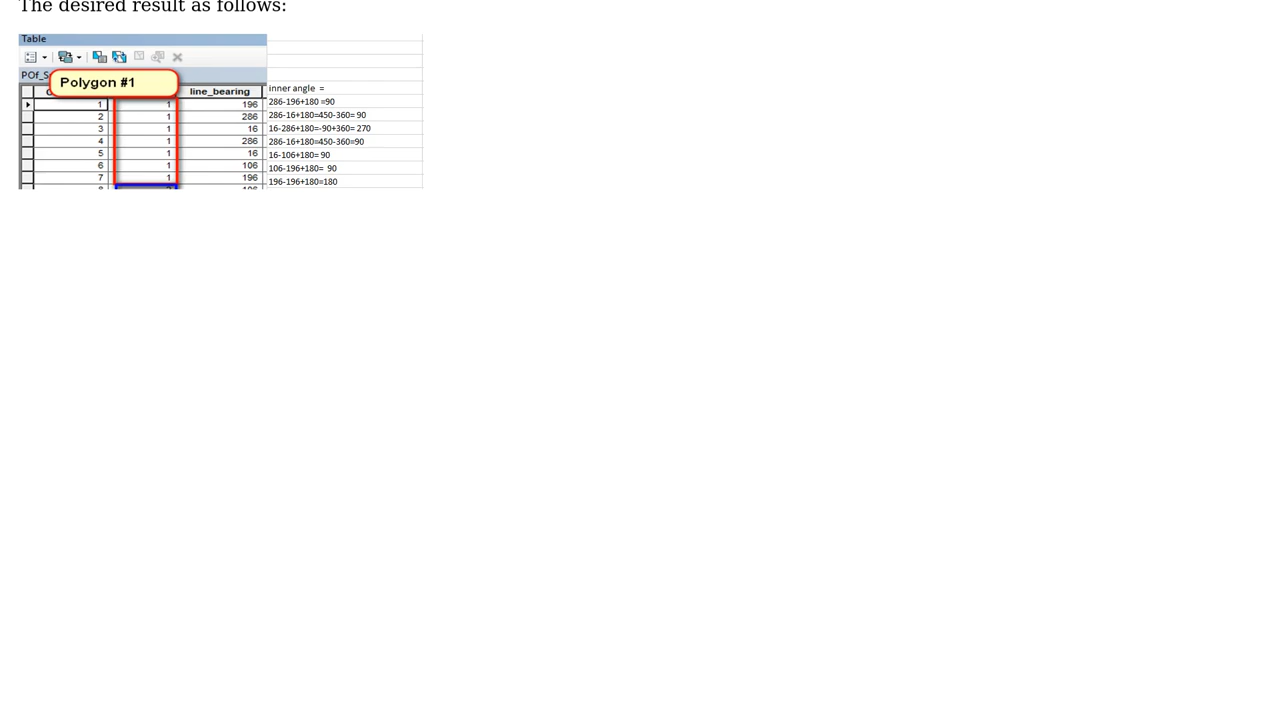 The desired result as follows:
Table
POf_S
Polygon #1
line_bearing inner angle =
1 1 196 286-196+180 =90
2 1 286 286-16+180=450-360= 90
3 1 16 16-286+180=-90+360= 270
4 1 286 286-16+180=450-360=90
5 1 16 16-106+180= 90
6 1 106 106-196+180= 90
7 1 196 196-196+180=180